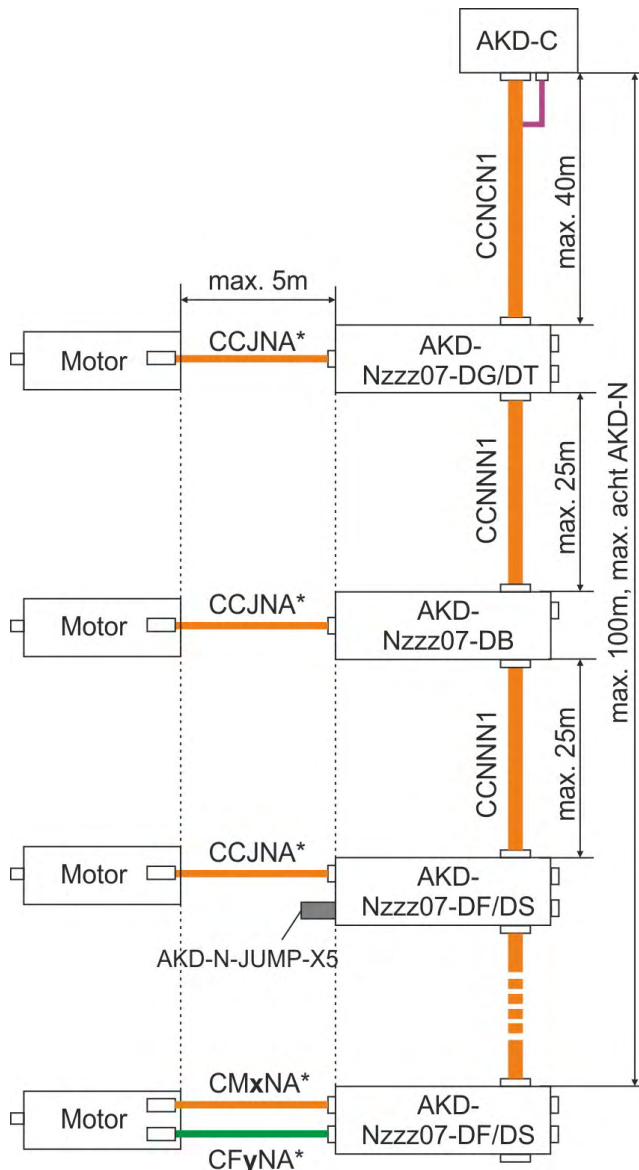 AKD-C
CCNCN1
max. 40m
max. 5m
Motor
CCJNA*
AKD-
Nzzz07-DG/DT
CCNNN1
max. 25m
max. 100m, max. acht AKD-N
Motor
CCJNA*
AKD-
Nzzz07-DB
CCNNN1
max. 25m
Motor
CCJNA*
AKD-
Nzzz07-DF/DS
AKD-N-JUMP-X5
Motor
CMxNA*
CFyNA*
AKD-
Nzzz07-DF/DS